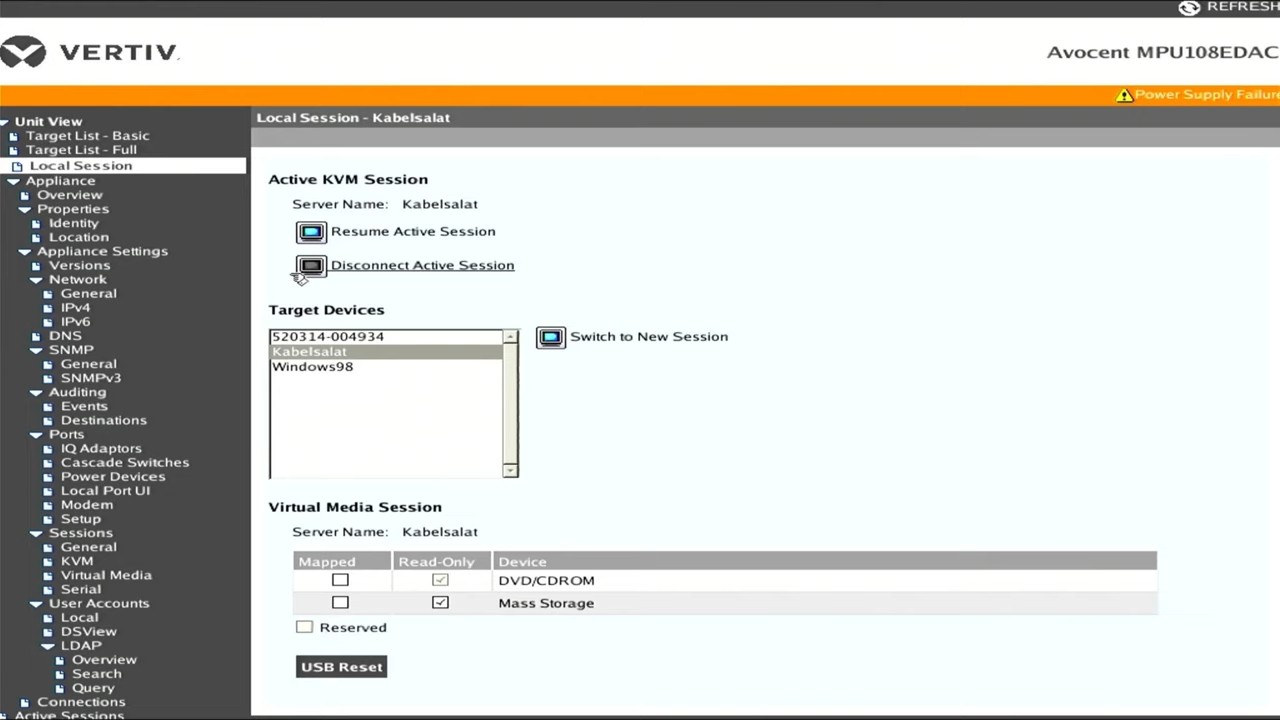 REFRESH
VERTIV.
Avocent MPU108EDAC
Power Supply Failure
Unit View
Target List - Basic
Target List - Full
Local Session
Appliance
Overview
Properties
Identity
Location
Appliance Settings
Versions
Network
General
IPv4
IPv6
DNS
SNMP
General
SNMPv3
Auditing
Events
Destinations
Ports
IQ Adaptors
Cascade Switches
Power Devices
Local Port UI
Modem
Setup
Sessions
General
KVM
Virtual Media
Serial
User Accounts
Local
DSView
LDAP
Overview
Search
Query
Connections
Active Sessions
Local Session - Kabelsalat
Active KVM Session
Server Name: Kabelsalat
Resume Active Session
Disconnect Active Session
Target Devices
520314-004934
Kabelsalat
Windows98
Switch to New Session
Virtual Media Session
Server Name: Kabelsalat
Mapped Read-Only Device
DVD/CDROM
Mass Storage
Reserved
USB Reset